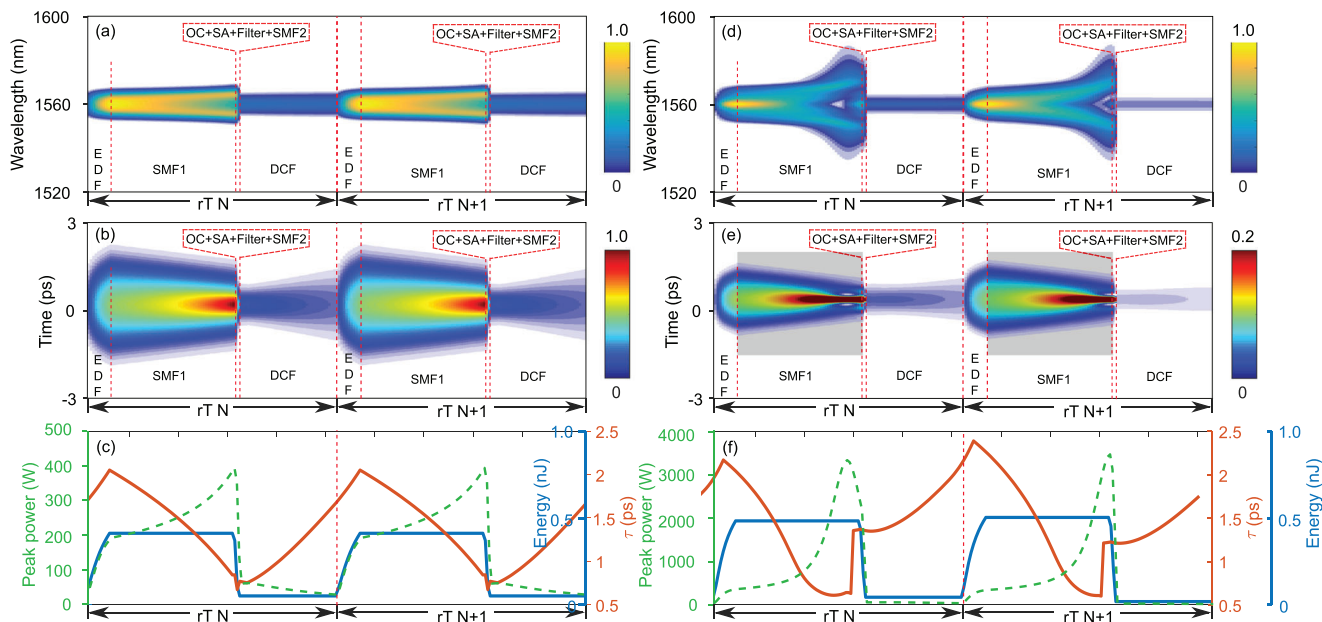 1600
(a)
OC+SA+Filter+SMF2
OC+SA+Filter+SMF2
1.0
Wavelength (nm)
1560
E
D
F
SMF1
DCF
E
D
F
SMF1
DCF
0
1520
rT N
rT N+1
3
(b)
OC+SA+Filter+SMF2
OC+SA+Filter+SMF2
1.0
Time (ps)
0
E
D
F
SMF1
DCF
E
D
F
SMF1
DCF
0
-3
rT N
rT N+1
500
(c)
1.0
2.5
400
2
300
Peak power (W)
0.5
Energy (nJ)
1.5
τ (ps)
200
1
100
0
0
0.5
rT N
rT N+1
1600
(d)
OC+SA+Filter+SMF2
OC+SA+Filter+SMF2
1.0
Wavelength (nm)
1560
E
D
F
SMF1
DCF
E
D
F
SMF1
DCF
0
1520
rT N
rT N+1
3
(e)
OC+SA+Filter+SMF2
OC+SA+Filter+SMF2
0.2
Time (ps)
0
E
D
F
SMF1
DCF
E
D
F
SMF1
DCF
0
-3
rT N
rT N+1
4000
(f)
2.5
1.0
3000
2
Peak power (W)
2000
1.5
τ (ps)
0.5
Energy (nJ)
1000
1
0
0.5
0
rT N
rT N+1